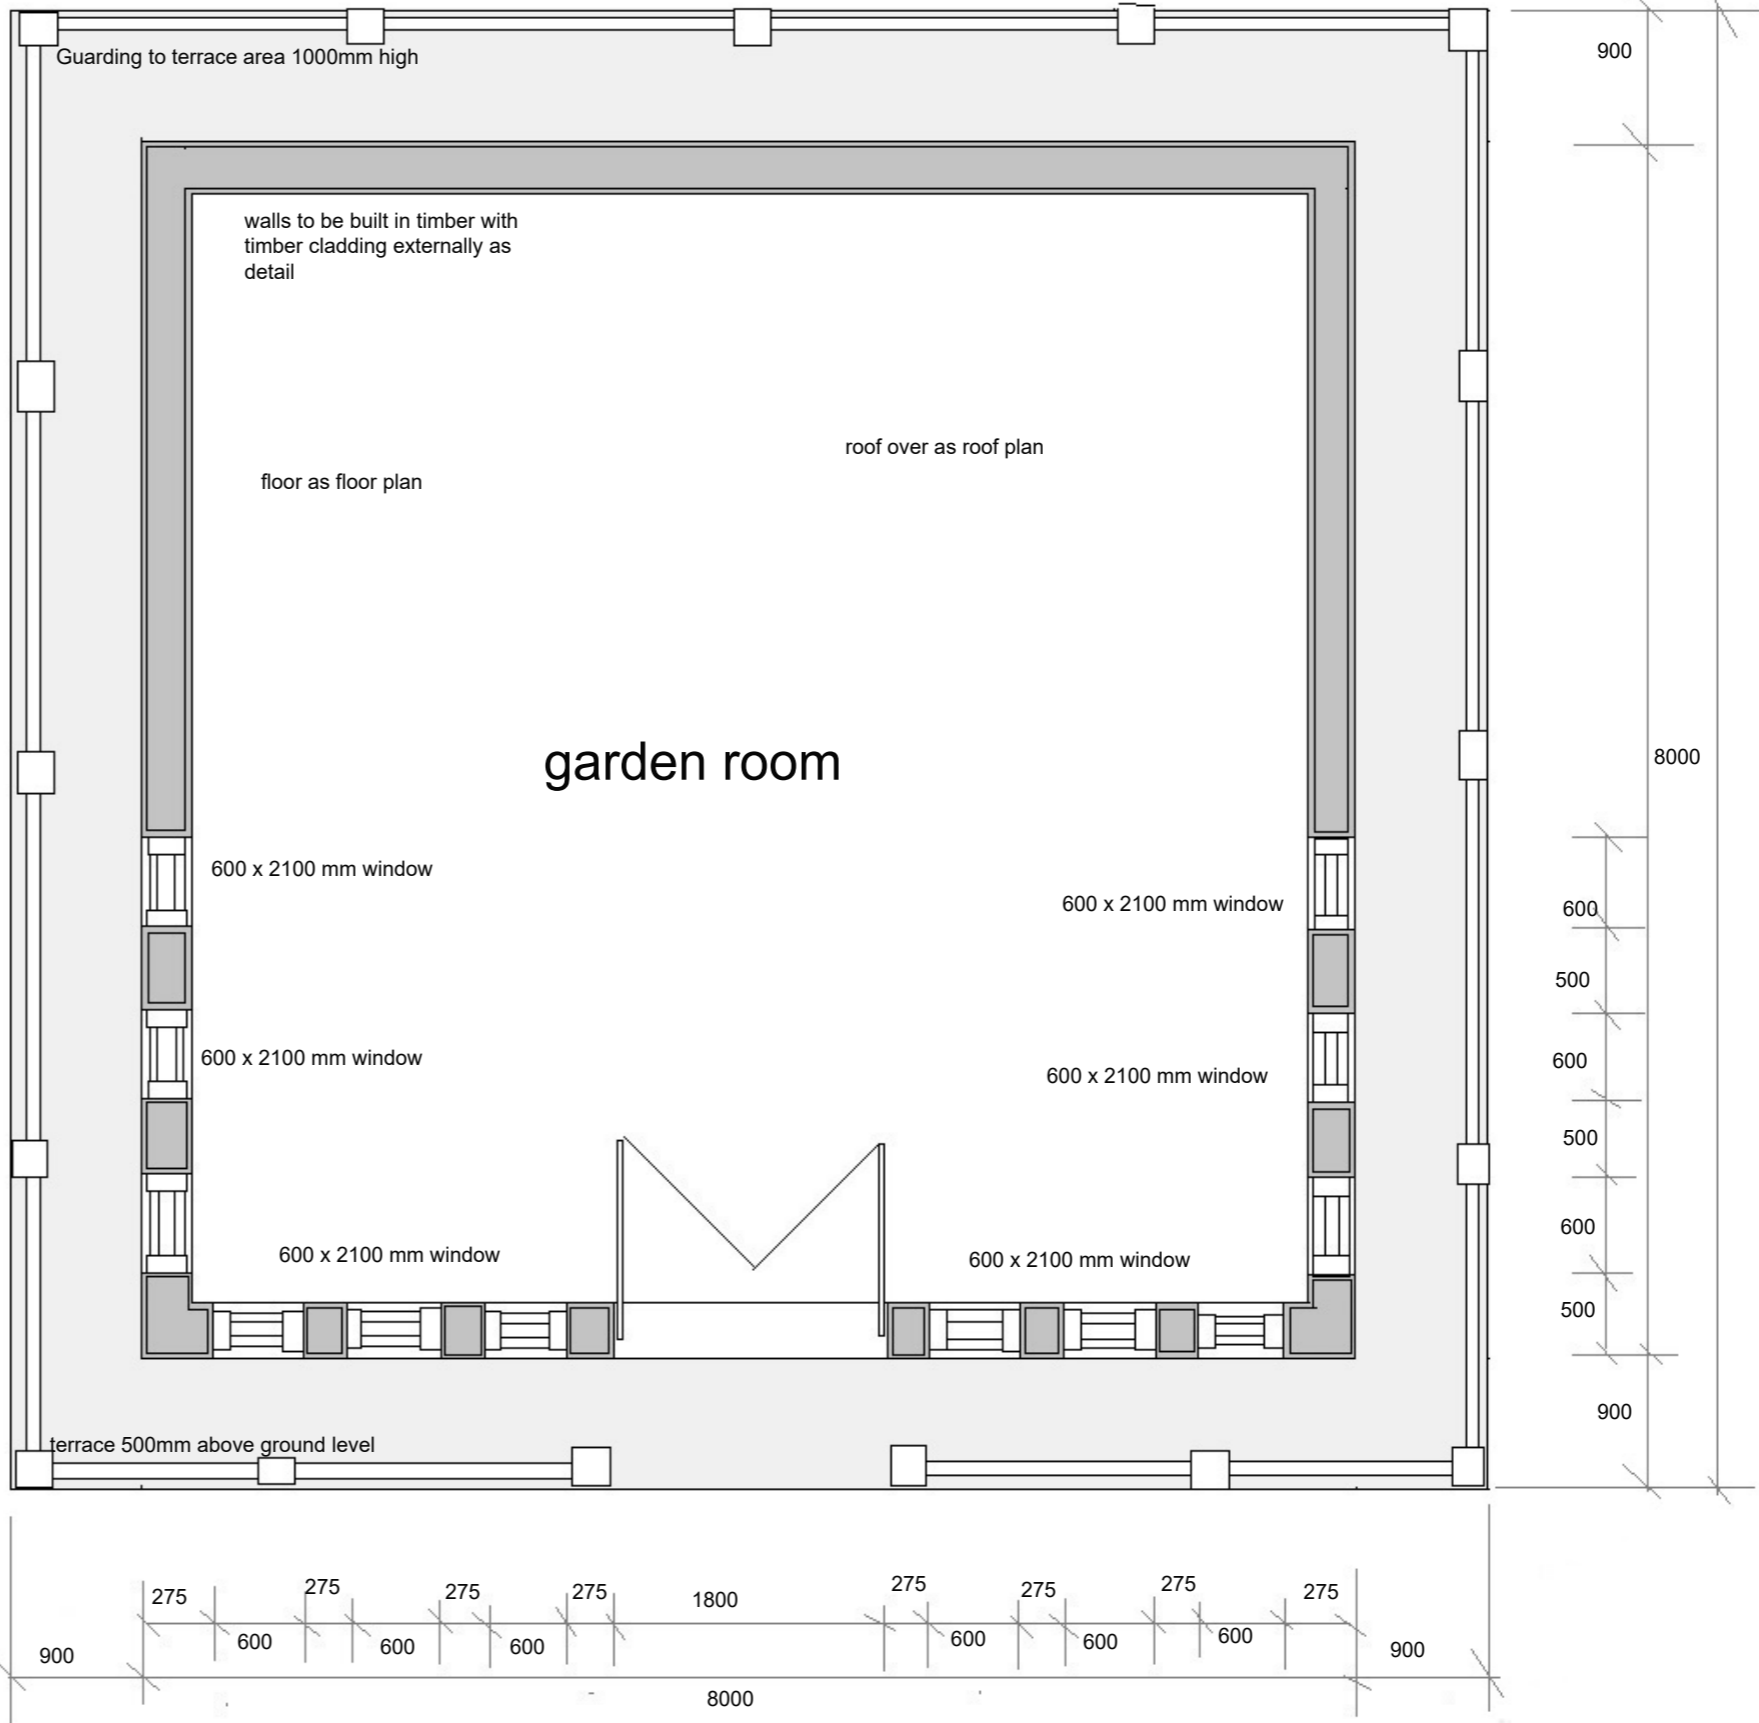 Guarding to terrace area 1000mm high
900
walls to be built in timber with
timber cladding externally as
detail
roof over as roof plan
floor as floor plan
garden room
8000
600 x 2100 mm window
600 x 2100 mm window
600
500
600 x 2100 mm window
600 x 2100 mm window
600
500
600
600 x 2100 mm window
600 x 2100 mm window
500
900
terrace 500mm above ground level
275
275
275
275
1800
275
275
275
275
600
600
600
600
600
600
900
900
8000